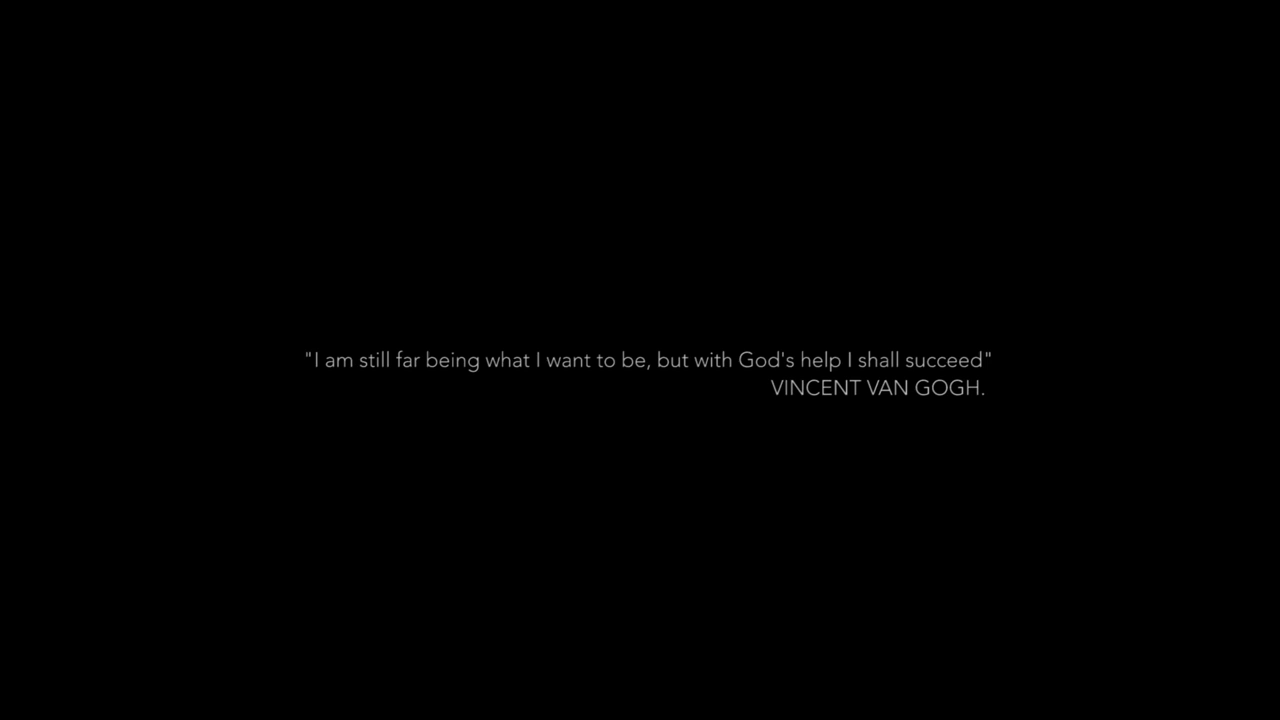 "I am still far being what I want to be, but with God's help I shall succeed"
VINCENT VAN GOGH.